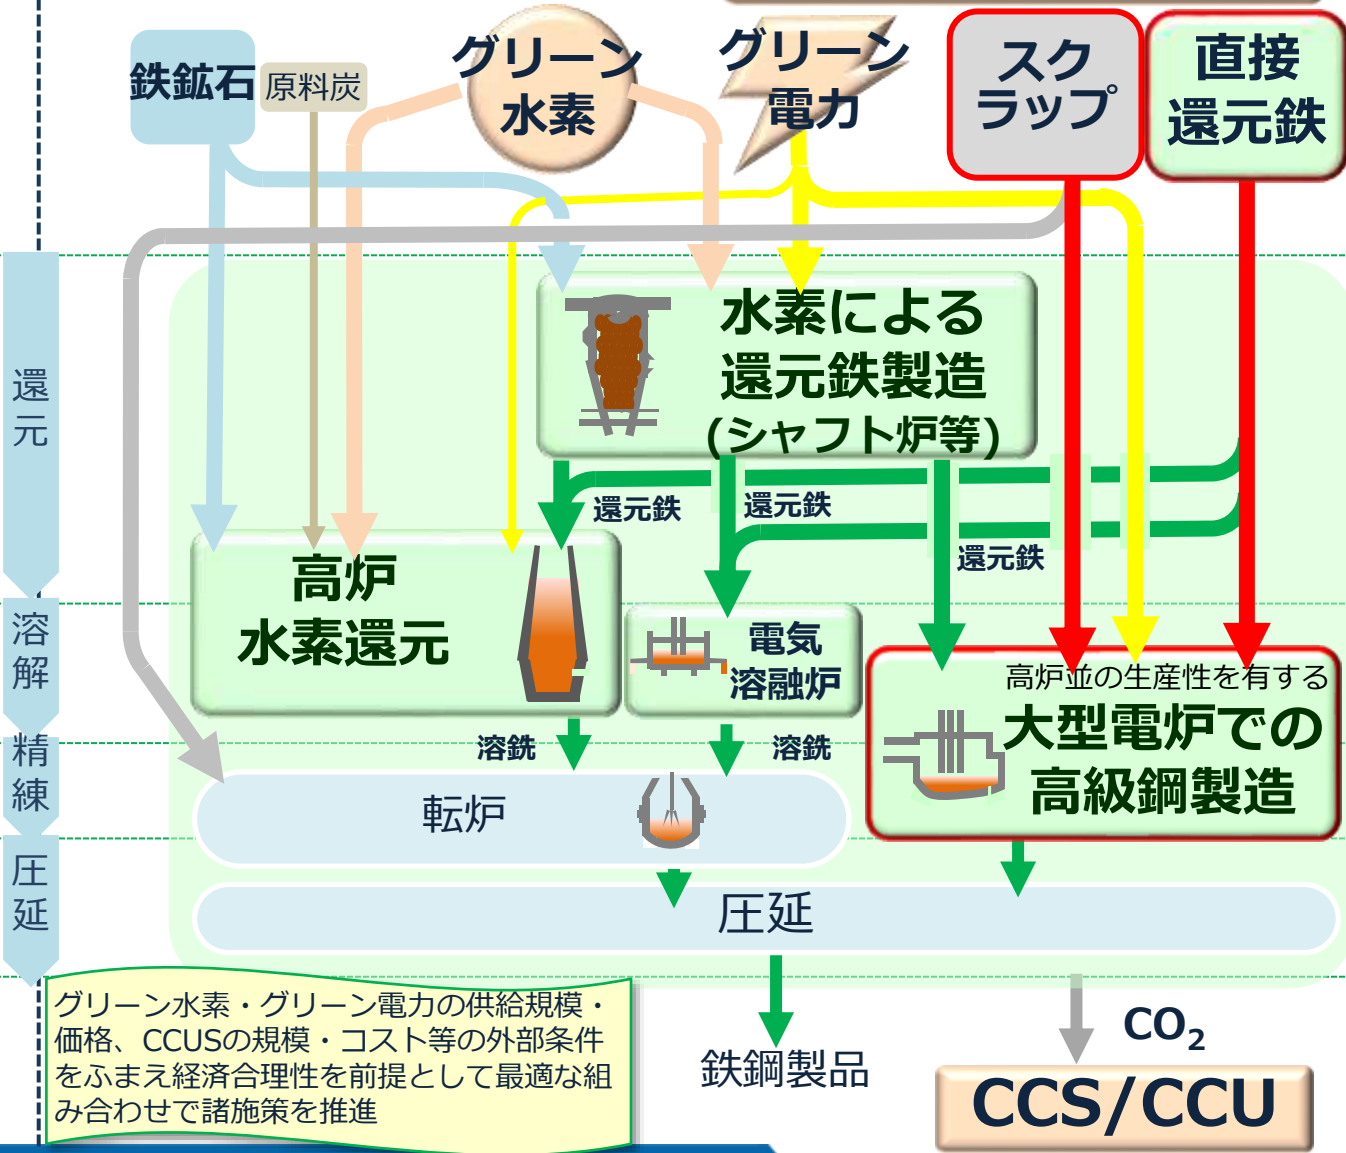 鉄鉱石
原料炭
グリーン
水素
グリーン
電力
スク
ラップ
直接
還元鉄
還
元
溶
解
精
練
圧
延
水素による
還元鉄製造
(シャフト炉等)
還元鉄
還元鉄
還元鉄
高炉
水素還元
電気
溶融炉
高炉並の生産性を有する
大型電炉での
高級鋼製造
溶銑
溶銑
転炉
圧延
グリーン水素・グリーン電力の供給規模・
価格、CCUSの規模・コスト等の外部条件
をふまえ経済合理性を前提として最適な組
み合わせで諸施策を推進
鉄鋼製品
CO₂
CCS/CCU